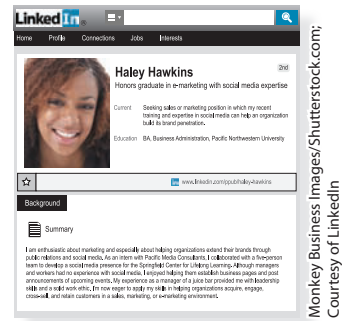 LinkedIn®
Home Profile Connections Jobs Interests
Haley Hawkins
2nd
Honors graduate in e-marketing with social media expertise
Current Seeking sales or marketing position in which my recent
training and expertise in social media can help an organization
build its brand penetration.
Education BA, Business Administration, Pacific Northwestern University
in www.linkedin.com/ppub/haley-hawkins
Background
Summary
I am enthusiastic about marketing and especially about helping organizations extend their brands through
public relations and social media. As an intern with Pacific Media Consultants, I collaborated with a five-person
team to develop a social media presence for the Springfield Center for Lifelong Learning. Although managers
and workers had no experience with social media, I enjoyed helping them establish business pages and post
announcements of upcoming events. My experience as a manager of a juice bar provided me with leadership
skills and a solid work ethic. I'm now eager to apply my skills in helping organizations acquire, engage,
cross-sell, and retain customers in a sales, marketing, or e-marketing environment.
Monkey Business Images/Shutterstock.com;
Courtesy of LinkedIn